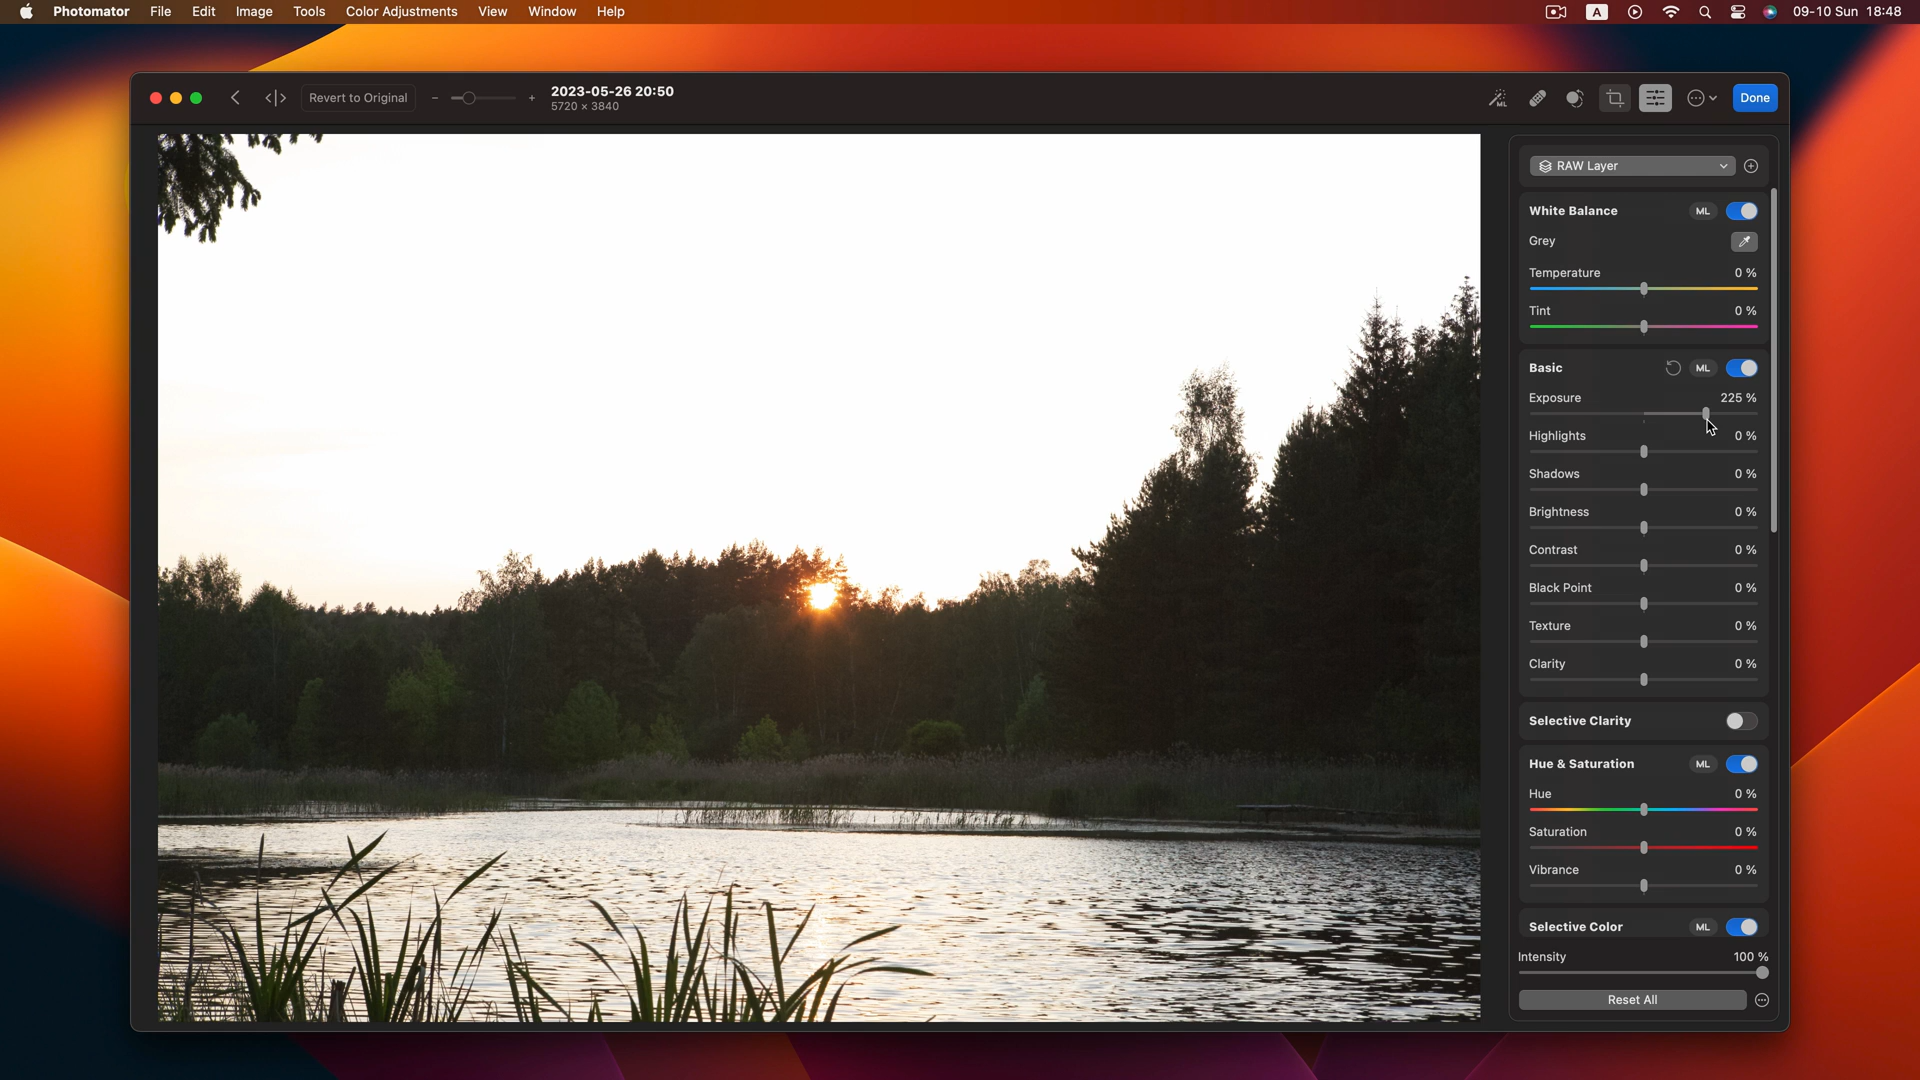 Photomator File Edit Image Tools Color Adjustments View Window Help A 09-10 Sun 18:48
Revert to Original - + 2023-05-26 20:50 ML Done
5720 × 3840
RAW Layer
White Balance ML
Grey
Temperature 0 %
Tint 0 %
Basic ML
Exposure 225 %
Highlights 0 %
Shadows 0 %
Brightness 0 %
Contrast 0 %
Black Point 0 %
Texture 0 %
Clarity 0 %
Selective Clarity
Hue & Saturation ML
Hue 0 %
Saturation 0 %
Vibrance 0 %
Selective Color ML
Intensity 100 %
Reset All